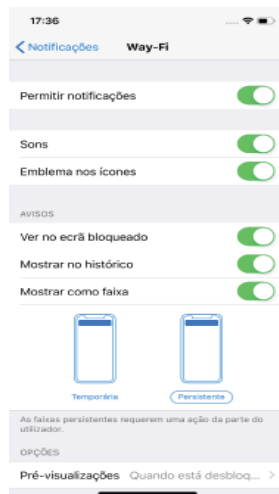 17:36
Notificações Way-Fi
Permitir notificações
Sons
Emblema nos ícones
AVISOS
Ver no ecrã bloqueado
Mostrar no histórico
Mostrar como faixa
Temporária Persistente
As faixas persistentes requerem uma ação da parte do
utilizador.
OPÇÕES
Pré-visualizações Quando está desbloq...